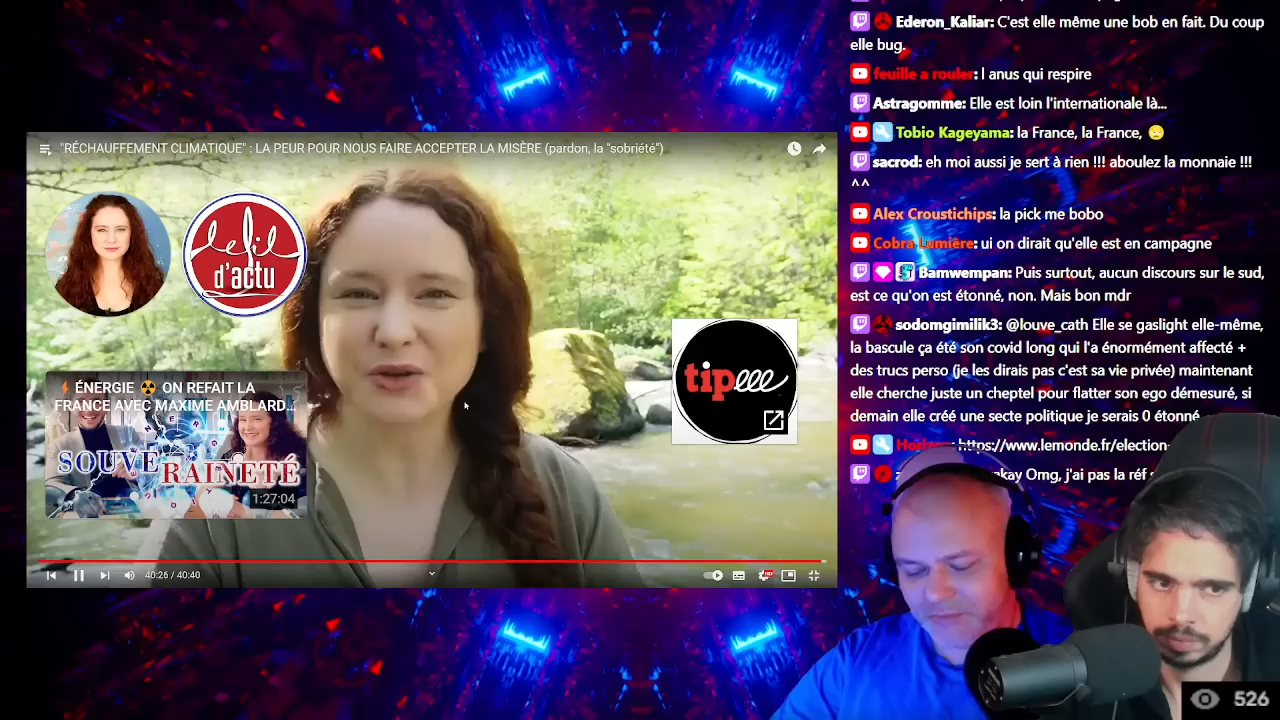 "RÉCHAUFFEMENT CLIMATIQUE" : LA PEUR POUR NOUS FAIRE ACCEPTER LA MISÈRE (pardon, la "sobriété")
lefil
d'actu
tipeee
ÉNERGIE ☢ ON REFAIT LA
FRANCE AVEC MAXIME AMBLARD...
SOUVE
RAINETÉ
1:27:04
40:26 / 40:40
HD
Ederon_Kaliar: C'est elle même une bob en fait. Du coup
elle bug.
feuille a rouler: l anus qui respire
Astragomme: Elle est loin l'internationale là...
Tobio Kageyama: la France, la France,
sacrod: eh moi aussi je sert à rien !!! aboulez la monnaie !!!
^^
Alex Croustichips: la pick me bobo
Cobra Lumière: ui on dirait qu'elle est en campagne
Bamwempan: Puis surtout, aucun discours sur le sud,
est ce qu'on est étonné, non. Mais bon mdr
sodomgimilik3: @louve_cath Elle se gaslight elle-même,
la bascule ça été son covid long qui l'a énormément affecté +
des trucs perso (je les dirais pas c'est sa vie privée) maintenant
elle cherche juste un cheptel pour flatter son ego démesuré, si
demain elle créé une secte politique je serais 0 étonné
https://www.lemonde.fr/election-
Omg, j'ai pas la réf
526